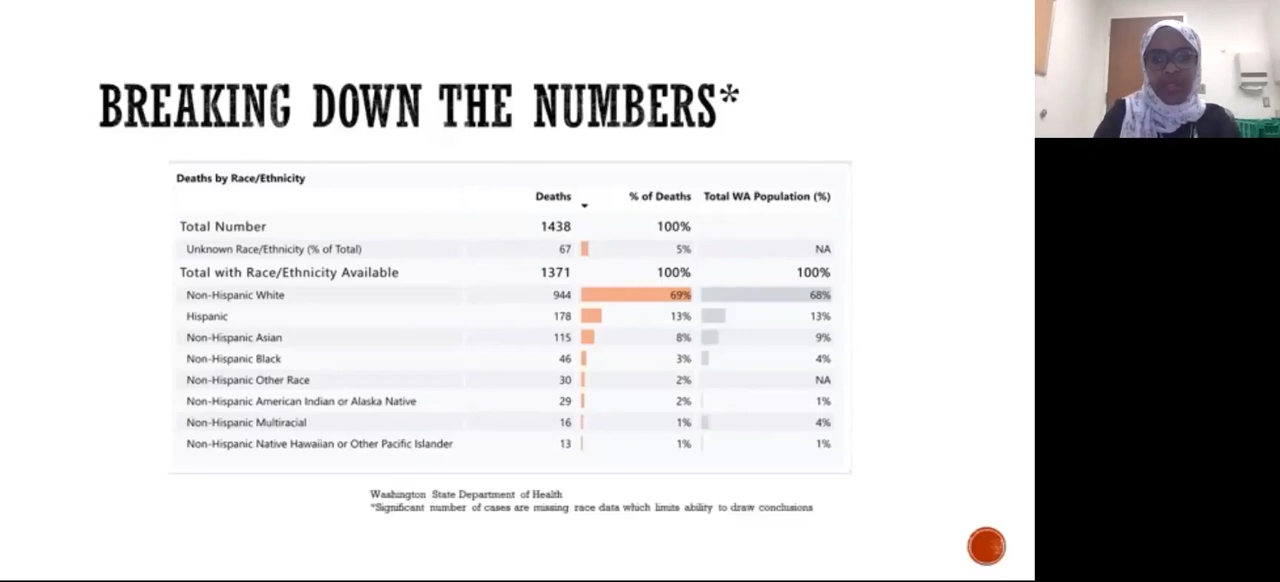 BREAKING DOWN THE NUMBERS*
Deaths by Race/Ethnicity
Deaths % of Deaths Total WA Population (%)
Total Number 1438 100%
Unknown Race/Ethnicity (% of Total) 67 5% NA
Total with Race/Ethnicity Available 1371 100% 100%
Non-Hispanic White 944 69% 68%
Hispanic 178 13% 13%
Non-Hispanic Asian 115 8% 9%
Non-Hispanic Black 46 3% 4%
Non-Hispanic Other Race 30 2% NA
Non-Hispanic American Indian or Alaska Native 29 2% 1%
Non-Hispanic Multiracial 16 1% 4%
Non-Hispanic Native Hawaiian or Other Pacific Islander 13 1% 1%
Washington State Department of Health
*Significant number of cases are missing race data which limits ability to draw conclusions